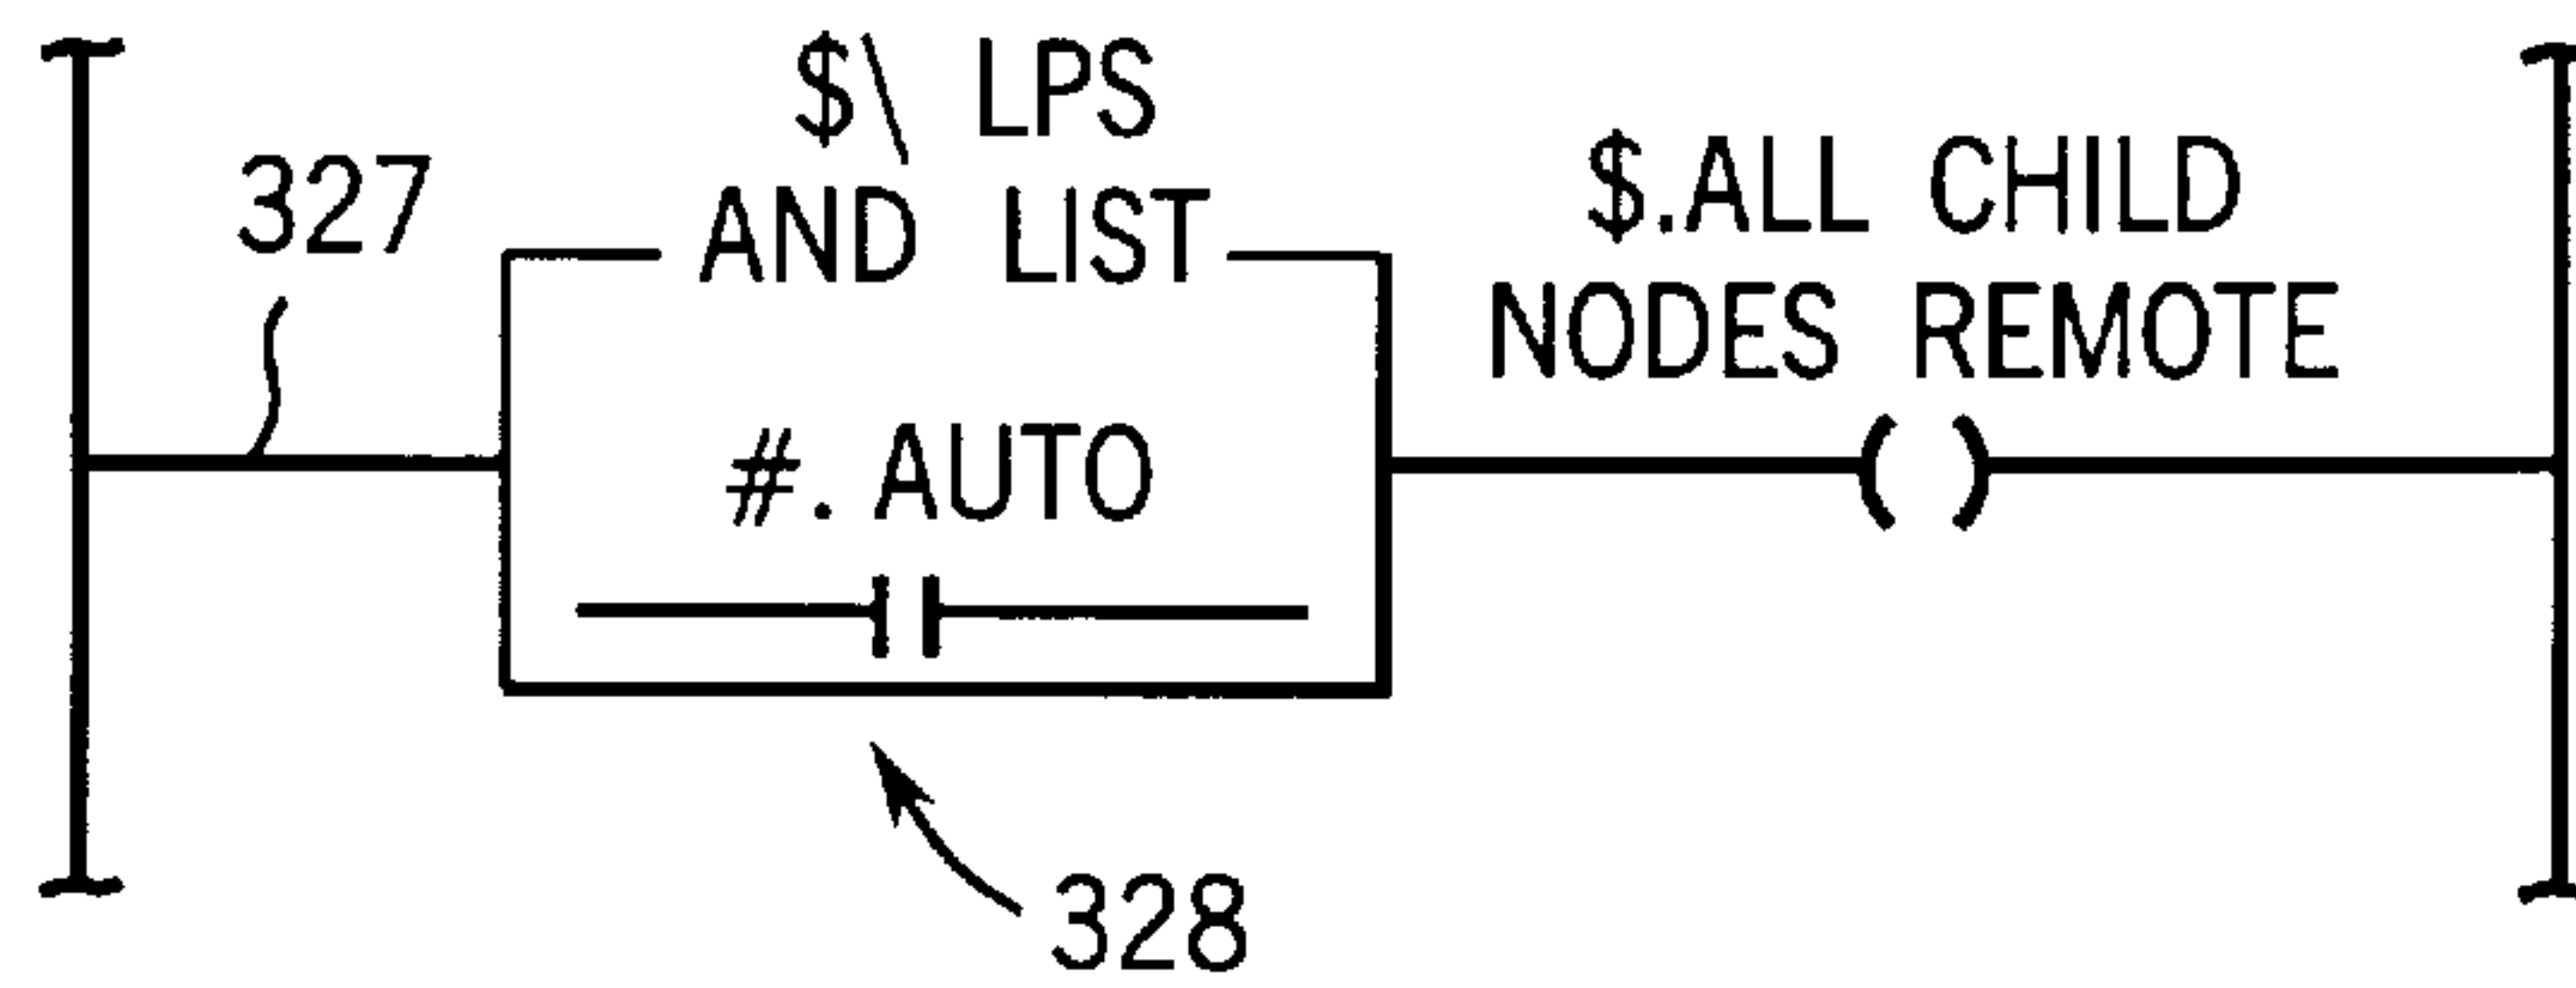 327
$\ LPS
AND LIST
#. AUTO
$.ALL CHILD
NODES REMOTE
328